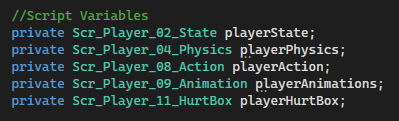 //Script Variables
private Scr_Player_02_State playerState;
private Scr_Player_04_Physics playerPhysics;
private Scr_Player_08_Action playerAction;
private Scr_Player_09_Animation playerAnimations;
private Scr_Player_11_HurtBox playerHurtBox;